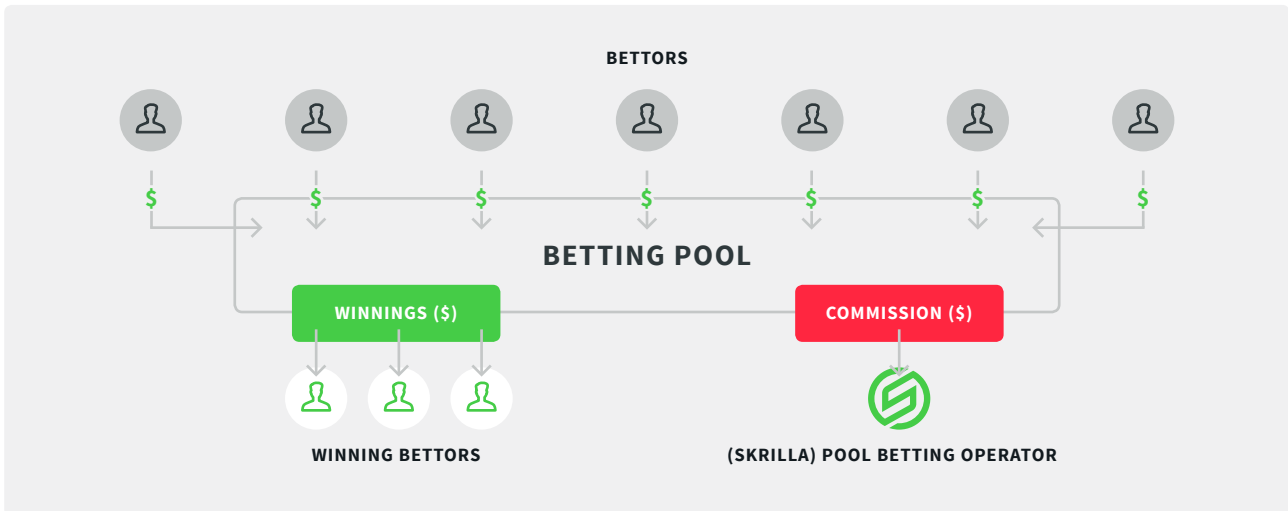 BETTORS
$ $ $ $ $ $ $
BETTING POOL
WINNINGS ($)
COMMISSION ($)
WINNING BETTORS
(SKRILLA) POOL BETTING OPERATOR